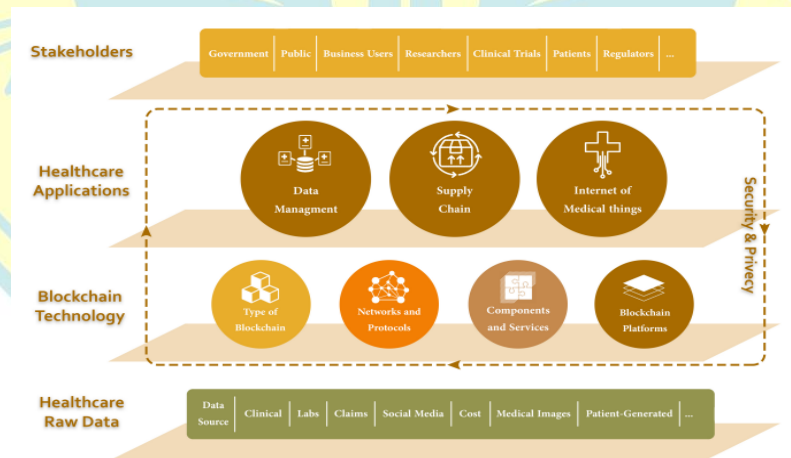 Stakeholders
Government | Public | Business Users | Researchers | Clinical Trials | Patients | Regulators | ...
Healthcare
Applications
Data
Managment
Supply
Chain
Internet of
Medical things
Security & Privecy
Blockchain
Technology
Type of
Blockchain
Networks and
Protocols
Components
and Services
Blockchain
Platforms
Healthcare
Raw Data
Data
Source | Clinical | Labs | Claims | Social Media | Cost | Medical Images | Patient-Generated | ...